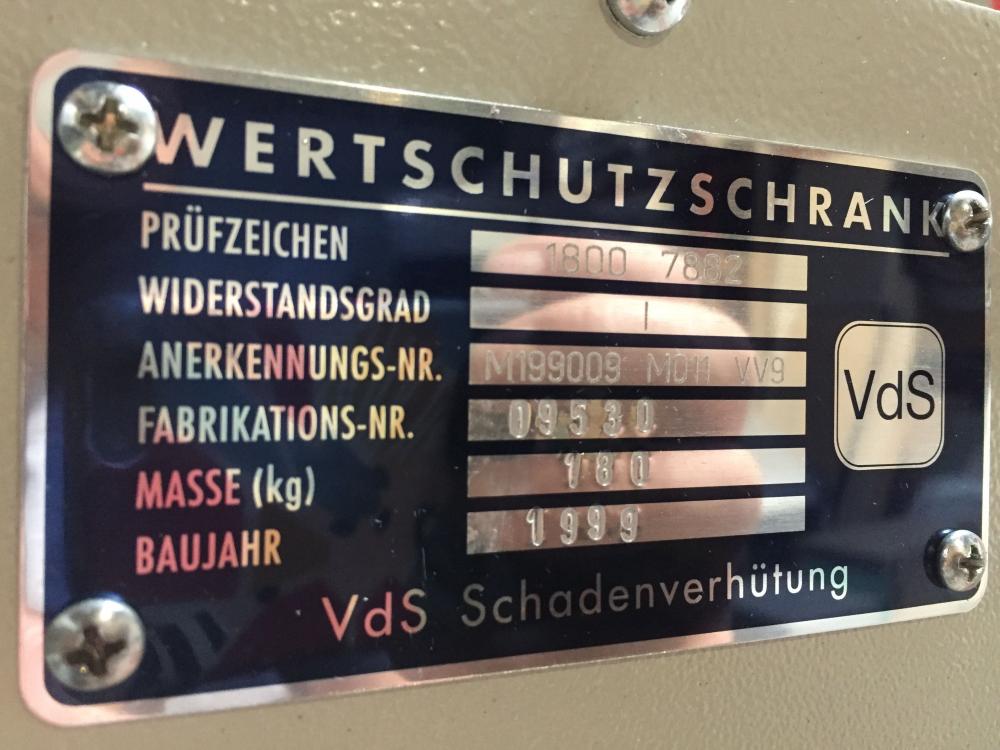 WERTSCHUTZSCHRANK
PRÜFZEICHEN 1800 7882
WIDERSTANDSGRAD I
ANERKENNUNGS-NR. M199009 M011 VV9
FABRIKATIONS-NR. 09530
MASSE (kg) 180
BAUJAHR 1999
VdS
VdS Schadenverhütung